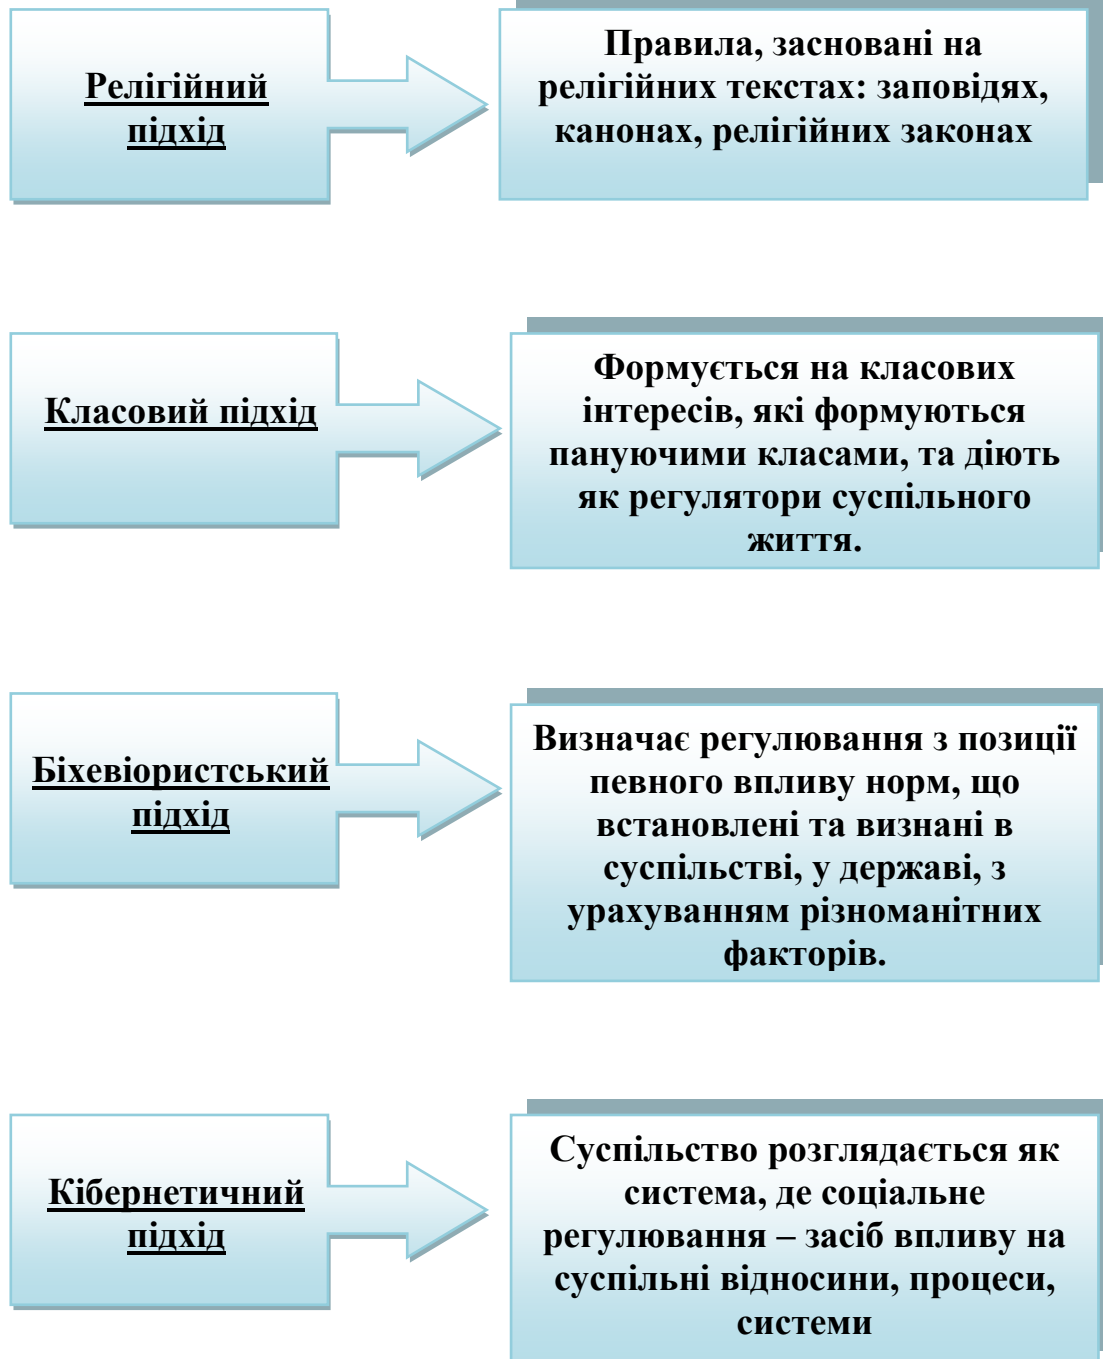 Релігійний
підхід
Правила, засновані на
релігійних текстах: заповідях,
канонах, релігійних законах
Класовий підхід
Формується на класових
інтересів, які формуються
пануючими класами, та діють
як регулятори суспільного
життя.
Біхевіористський
підхід
Визначає регулювання з позиції
певного впливу норм, що
встановлені та визнані в
суспільстві, у державі, з
урахуванням різноманітних
факторів.
Кібернетичний
підхід
Суспільство розглядається як
система, де соціальне
регулювання – засіб впливу на
суспільні відносини, процеси,
системи